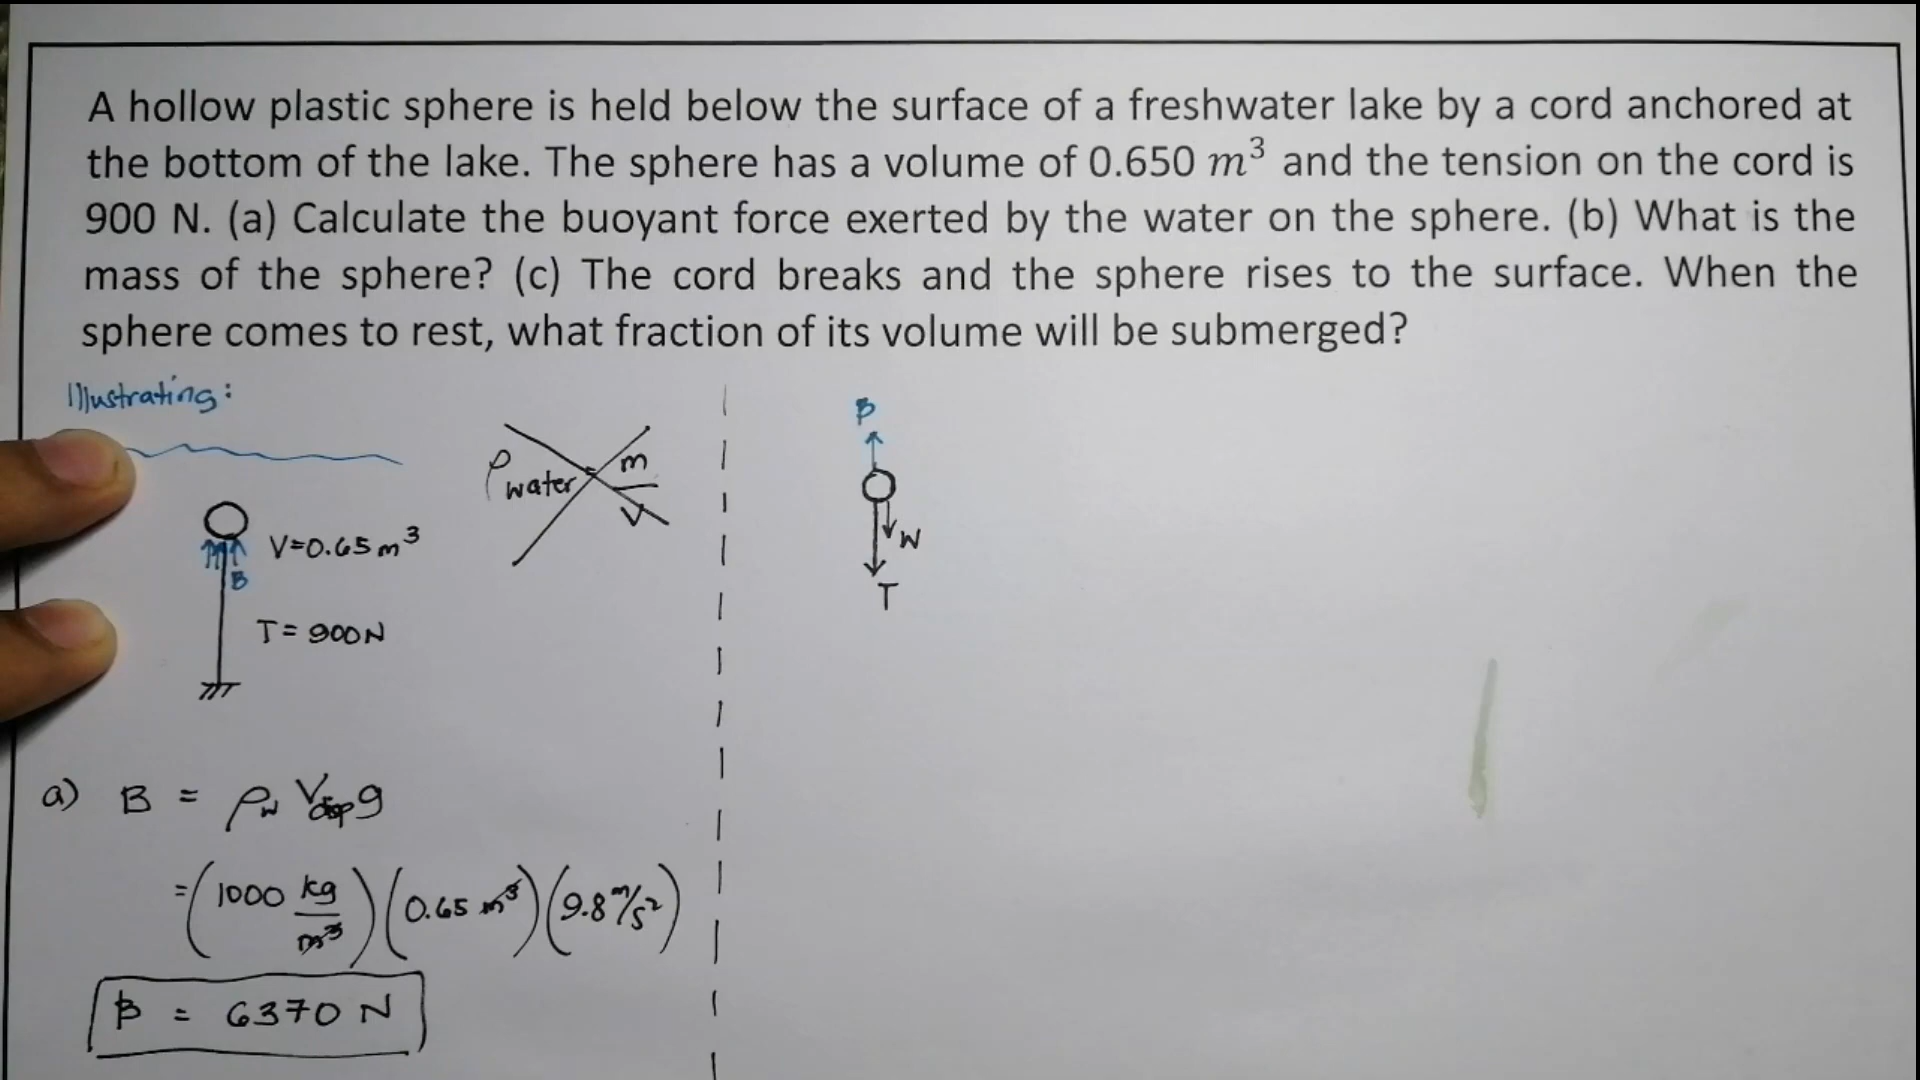 A hollow plastic sphere is held below the surface of a freshwater lake by a cord anchored at
the bottom of the lake. The sphere has a volume of 0.650 m³ and the tension on the cord is
900 N. (a) Calculate the buoyant force exerted by the water on the sphere. (b) What is the
mass of the sphere? (c) The cord breaks and the sphere rises to the surface. When the
sphere comes to rest, what fraction of its volume will be submerged?
Illustrating:
V=0.65 m³
B
T = 900N
ρwater = m/V
B
W
T
a) B = ρw Vdisp g
= (1000 kg/m³) (0.65 m³) (9.8 m/s²)
B = 6370 N